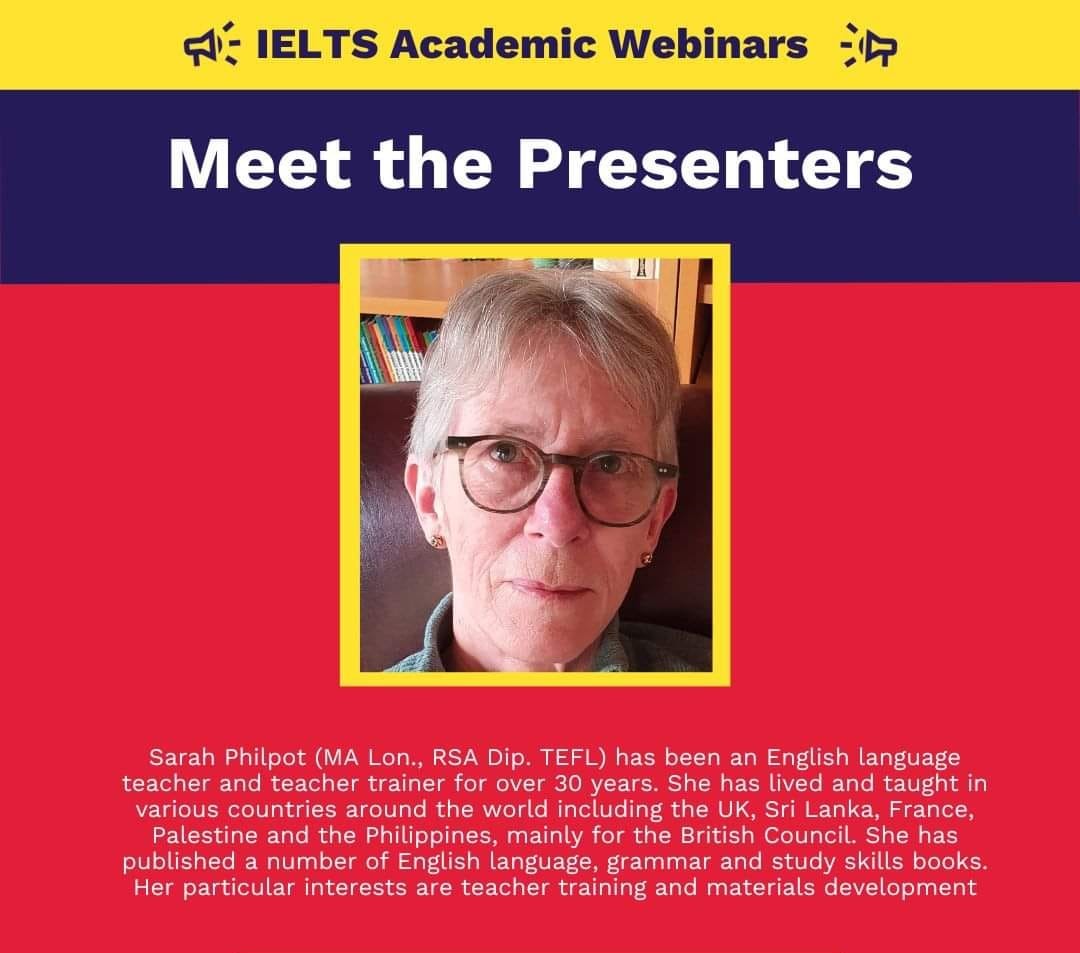 IELTS Academic Webinars
Meet the Presenters
Sarah Philpot (MA Lon., RSA Dip. TEFL) has been an English language
teacher and teacher trainer for over 30 years. She has lived and taught in
various countries around the world including the UK, Sri Lanka, France,
Palestine and the Philippines, mainly for the British Council. She has
published a number of English language, grammar and study skills books.
Her particular interests are teacher training and materials development